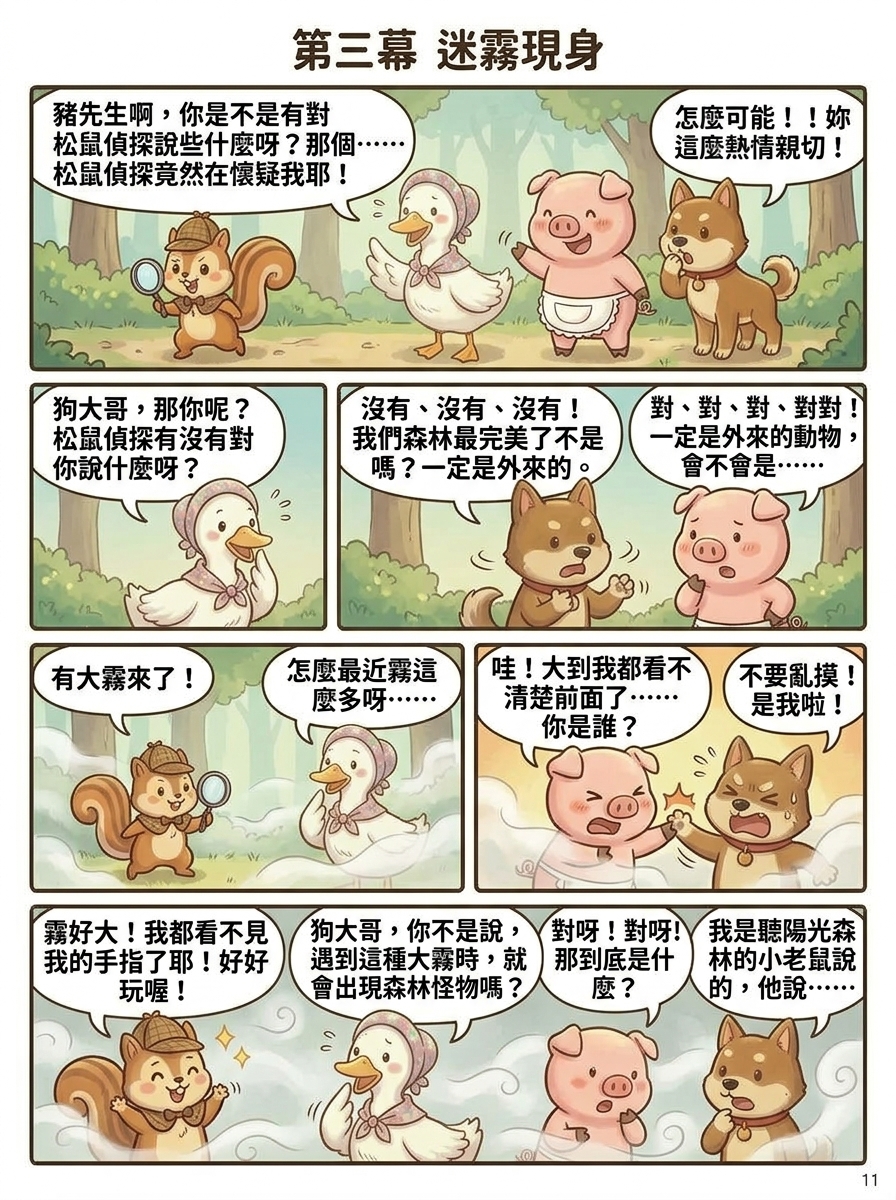 第三幕 迷霧現身
豬先生啊，你是不是有對
松鼠偵探說些什麼呀？那個⋯⋯
松鼠偵探竟然在懷疑我耶！
怎麼可能！！妳
這麼熱情親切！
狗大哥，那你呢？
松鼠偵探有沒有對
你說什麼呀？
沒有、沒有、沒有！
我們森林最完美了不是
嗎？一定是外來的。
對、對、對、對對！
一定是外來的動物，
會不會是⋯⋯
有大霧來了！
怎麼最近霧這
麼多呀⋯⋯
哇！大到我都看不
清楚前面了⋯⋯
你是誰？
不要亂摸！
是我啦！
霧好大！我都看不見
我的手指了耶！好好
玩喔！
狗大哥，你不是說，
遇到這種大霧時，就
會出現森林怪物嗎？
對呀！對呀!
那到底是什
麼？
我是聽陽光森
林的小老鼠說
的，他說⋯⋯
11